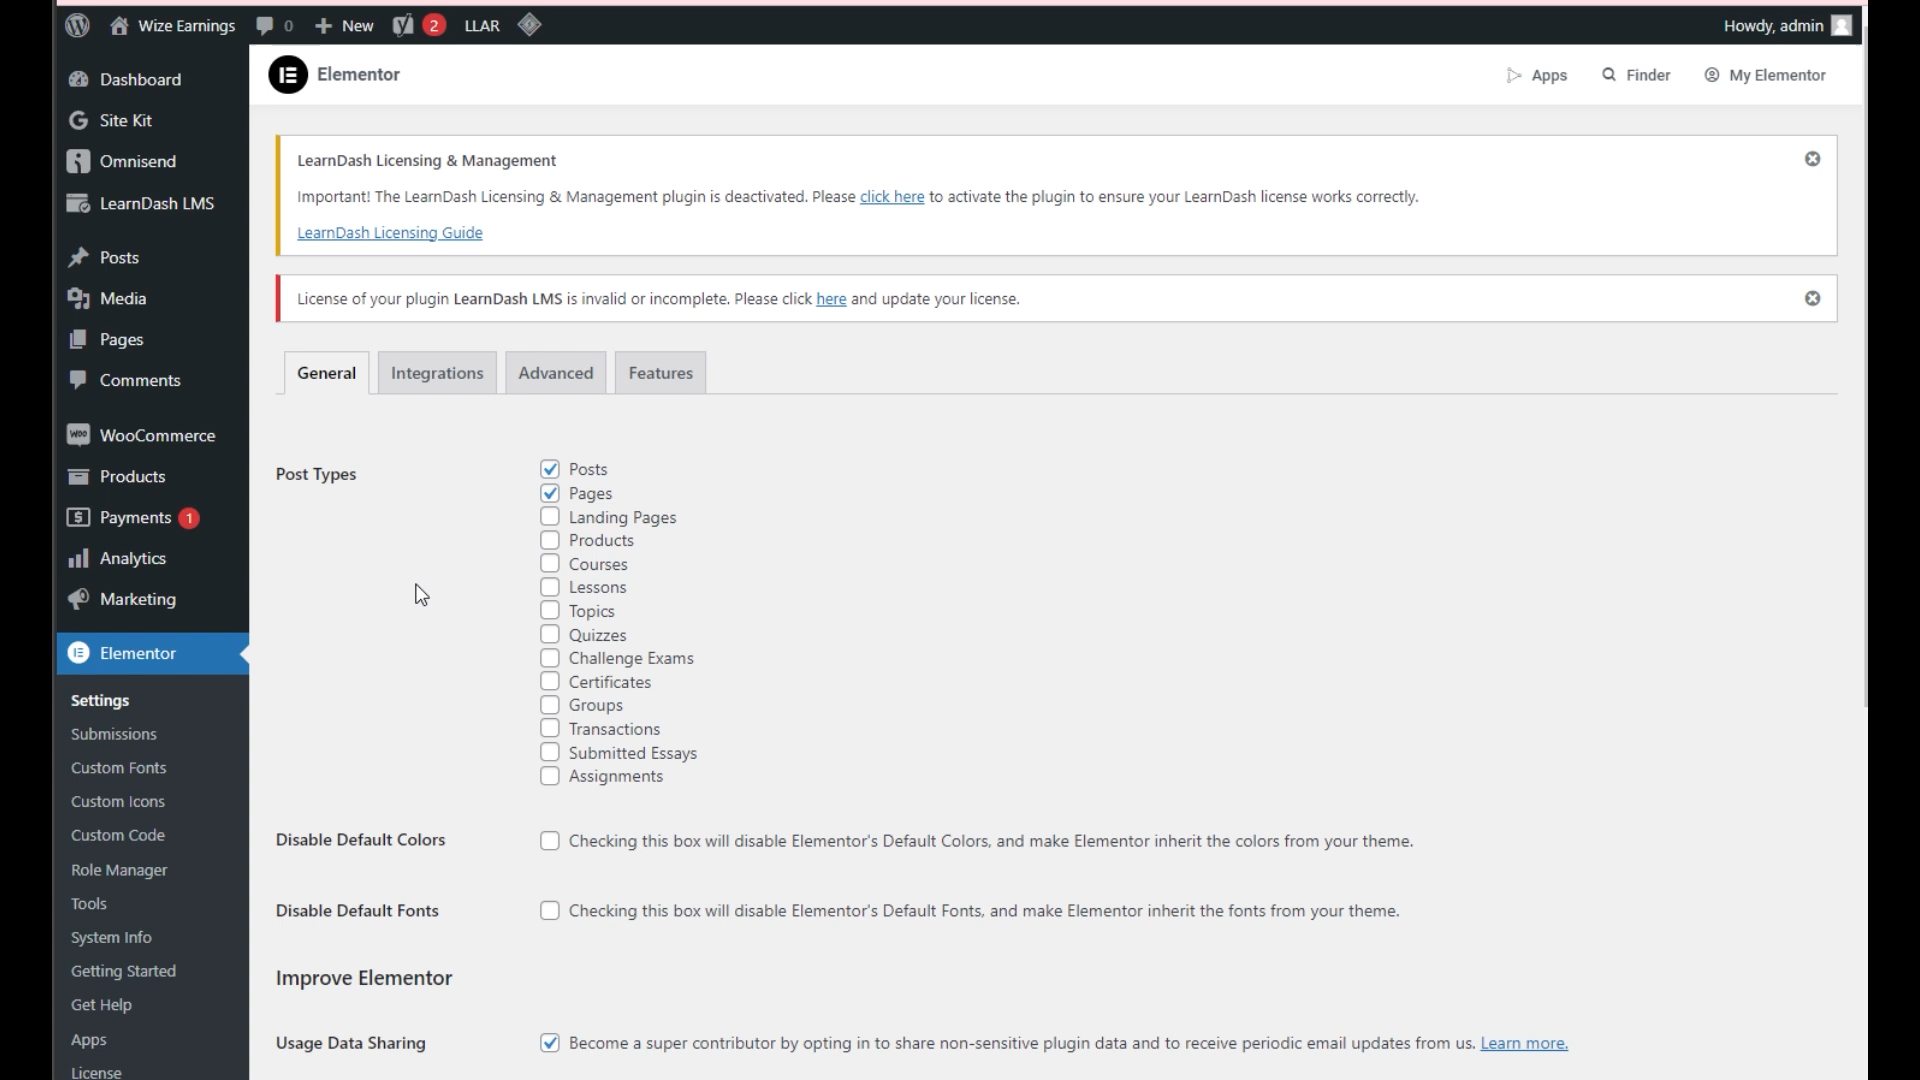 Wize Earnings 0 New 2 LLAR Howdy, admin
Dashboard
Site Kit
Omnisend
LearnDash LMS
Posts
Media
Pages
Comments
WooCommerce
Products
Payments 1
Analytics
Marketing
Elementor
Settings
Submissions
Custom Fonts
Custom Icons
Custom Code
Role Manager
Tools
System Info
Getting Started
Get Help
Apps
License
Elementor Apps Finder My Elementor
LearnDash Licensing & Management
Important! The LearnDash Licensing & Management plugin is deactivated. Please click here to activate the plugin to ensure your LearnDash license works correctly.
LearnDash Licensing Guide
License of your plugin LearnDash LMS is invalid or incomplete. Please click here and update your license.
General Integrations Advanced Features
Post Types
Posts
Pages
Landing Pages
Products
Courses
Lessons
Topics
Quizzes
Challenge Exams
Certificates
Groups
Transactions
Submitted Essays
Assignments
Disable Default Colors Checking this box will disable Elementor's Default Colors, and make Elementor inherit the colors from your theme.
Disable Default Fonts Checking this box will disable Elementor's Default Fonts, and make Elementor inherit the fonts from your theme.
Improve Elementor
Usage Data Sharing Become a super contributor by opting in to share non-sensitive plugin data and to receive periodic email updates from us. Learn more.